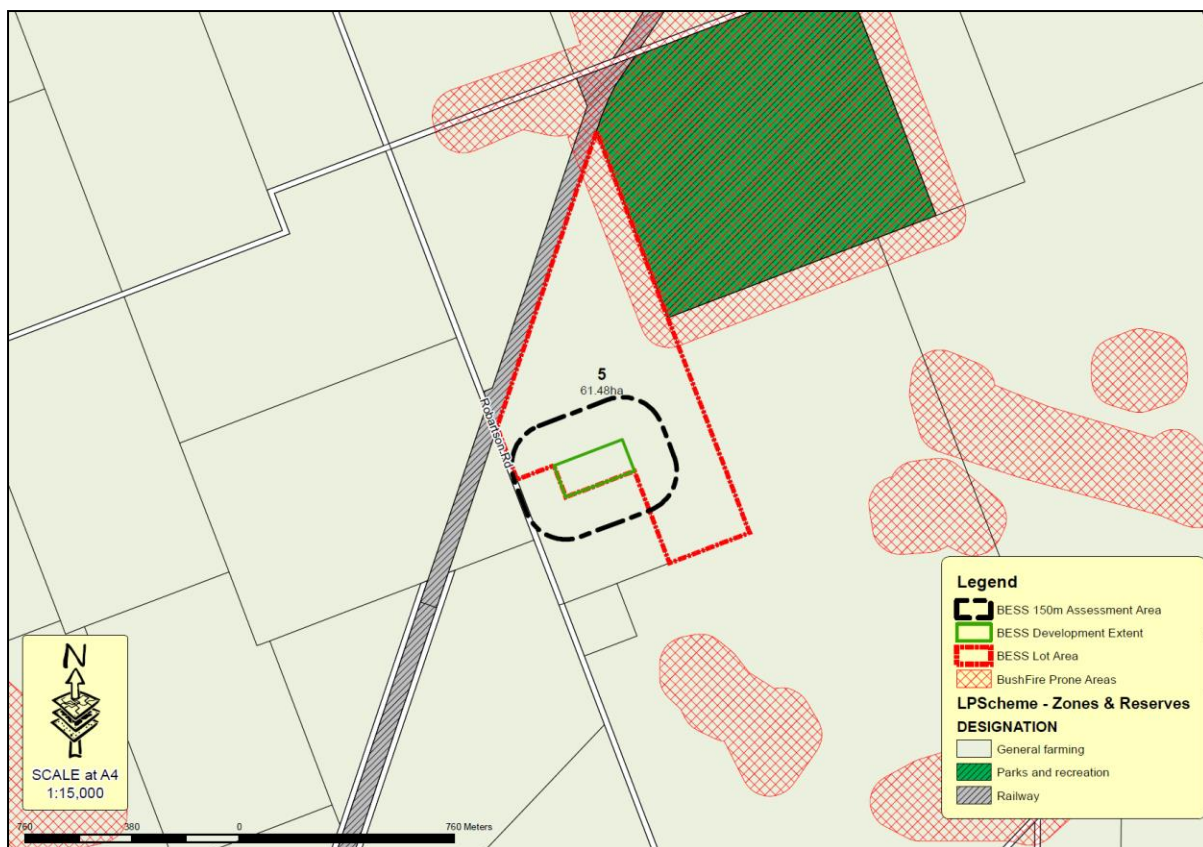 5
61.48ha
Robartson Rd
N
SCALE at A4
1:15,000
760 380 0 760 Meters
Legend
BESS 150m Assessment Area
BESS Development Extent
BESS Lot Area
BushFire Prone Areas
LPScheme - Zones & Reserves
DESIGNATION
General farming
Parks and recreation
Railway